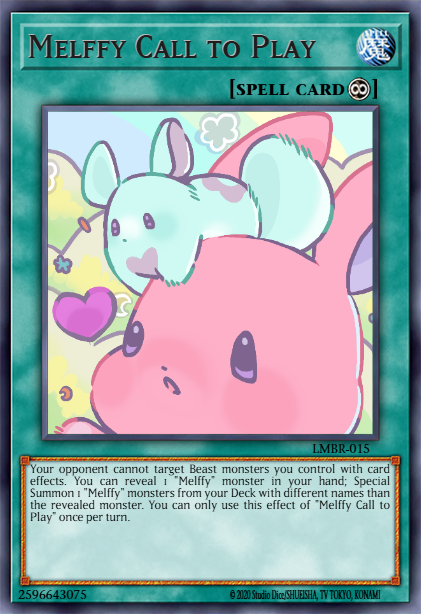 MELFFY CALL TO PLAY
魔
[SPELL CARD]
LMBR-015
Your opponent cannot target Beast monsters you control with card
effects. You can reveal 1 "Melffy" monster in your hand; Special
Summon 1 "Melffy" monsters from your Deck with different names than
the revealed monster. You can only use this effect of "Melffy Call to
Play" once per turn.
2596643075
©2020 Studio Dice/SHUEISHA, TV TOKYO, KONAMI